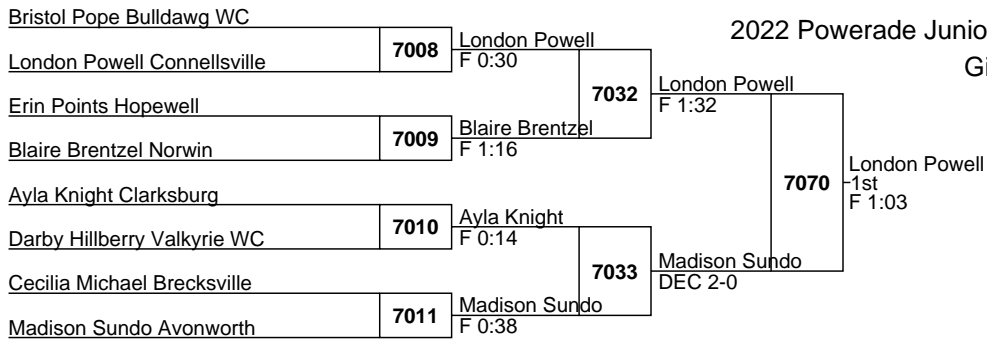 2022 Powerade Junio
Gi
Bristol Pope Bulldawg WC
7008
London Powell Connellsville
London Powell
F 0:30
7032
London Powell
F 1:32
Erin Points Hopewell
7009
Blaire Brentzel Norwin
Blaire Brentzel
F 1:16
7070
London Powell
1st
F 1:03
Ayla Knight Clarksburg
7010
Darby Hillberry Valkyrie WC
Ayla Knight
F 0:14
7033
Madison Sundo
DEC 2-0
Cecilia Michael Brecksville
7011
Madison Sundo Avonworth
Madison Sundo
F 0:38